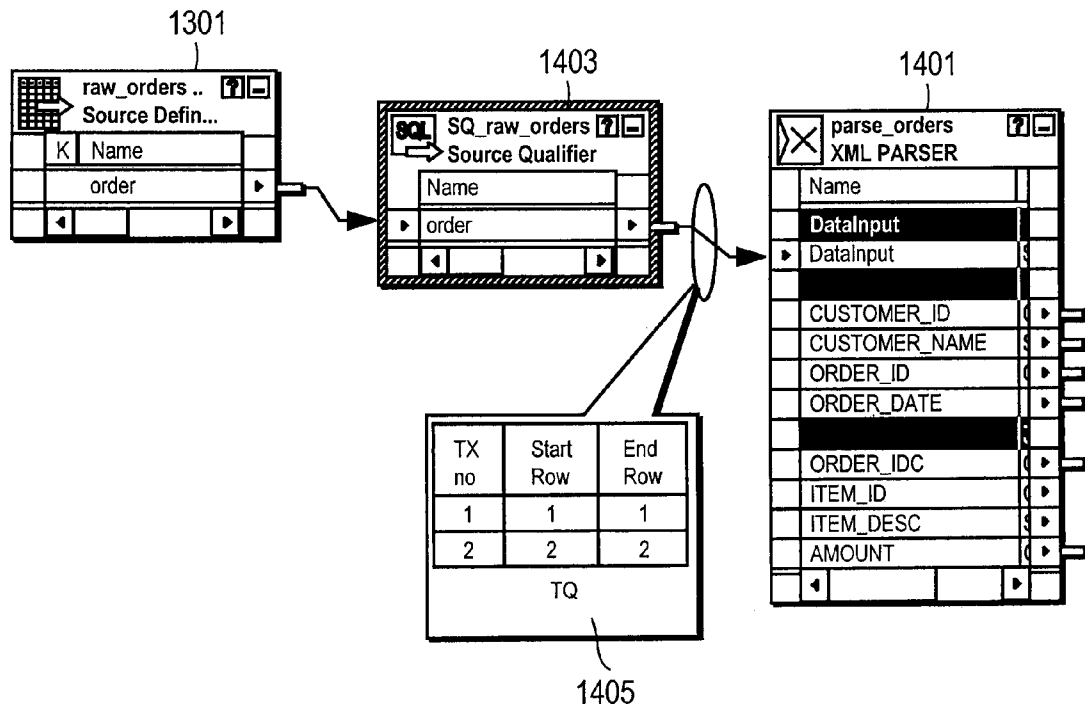 1301
raw_orders ..
Source Defin...
K Name
order
1403
SQL SQ_raw_orders
Source Qualifier
Name
order
1401
parse_orders
XML PARSER
Name
DataInput
DataInput
CUSTOMER_ID
CUSTOMER_NAME
ORDER_ID
ORDER_DATE
ORDER_IDC
ITEM_ID
ITEM_DESC
AMOUNT
TX no Start Row End Row
1 1 1
2 2 2
TQ
1405